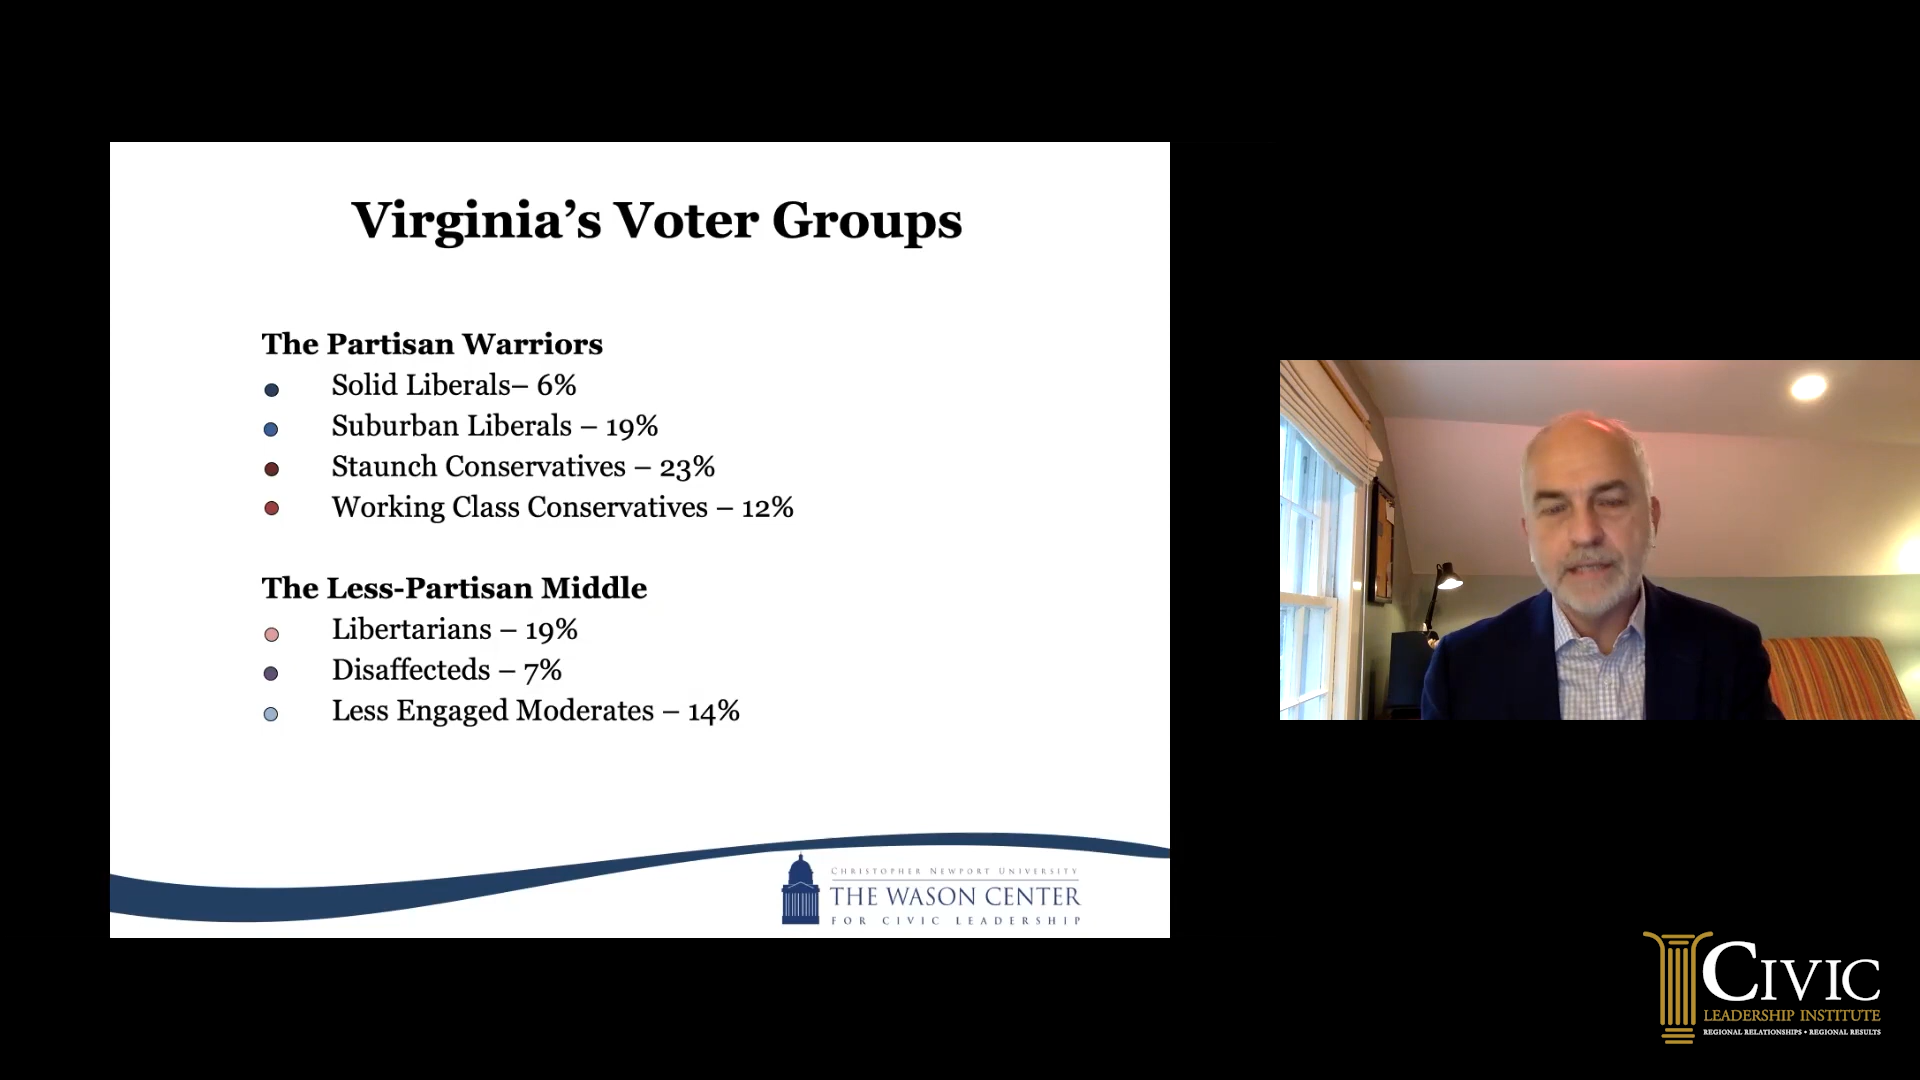 Virginia’s Voter Groups
The Partisan Warriors
Solid Liberals– 6%
Suburban Liberals – 19%
Staunch Conservatives – 23%
Working Class Conservatives – 12%
The Less-Partisan Middle
Libertarians – 19%
Disaffecteds – 7%
Less Engaged Moderates – 14%
CHRISTOPHER NEWPORT UNIVERSITY
THE WASON CENTER
FOR CIVIC LEADERSHIP
CIVIC
LEADERSHIP INSTITUTE
REGIONAL RELATIONSHIPS • REGIONAL RESULTS